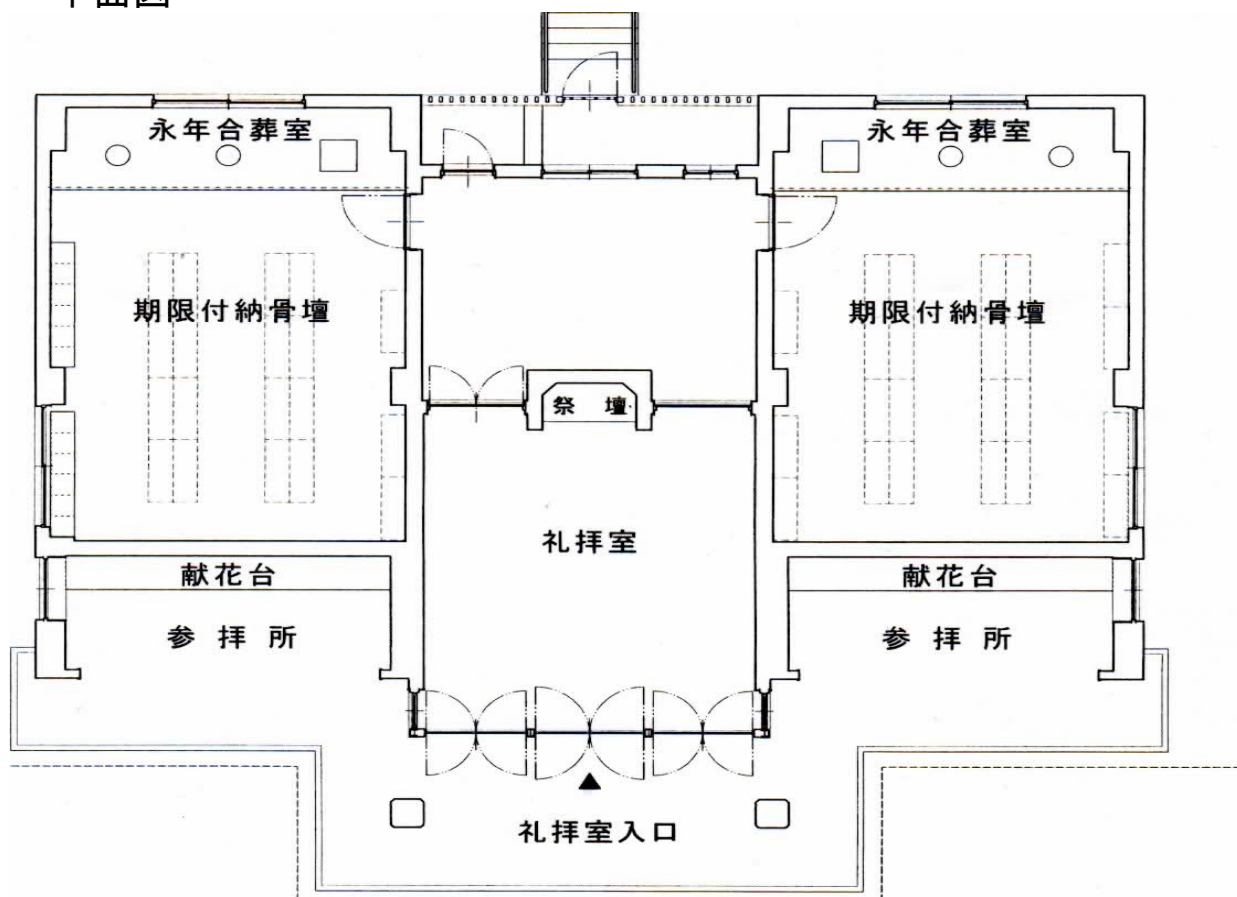 平面図
永年合葬室
永年合葬室
期限付納骨壇
期限付納骨壇
祭壇
礼拝室
献花台
献花台
参拝所
参拝所
礼拝室入口